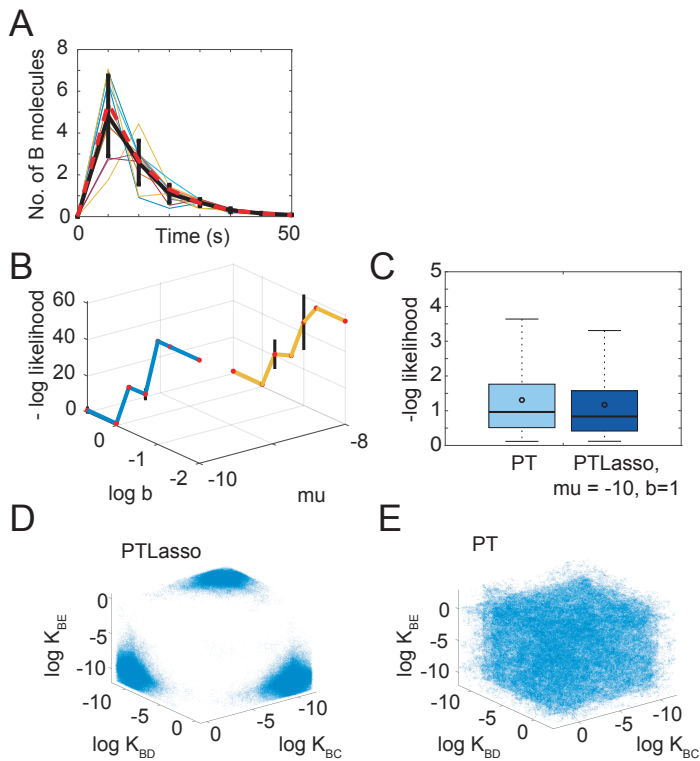 A
No. of B molecules
8
6
4
2
0
0
50
Time (s)
B
- log likelihood
60
40
20
0
0
-1
-2
log b
-10
-8
mu
C
-log likelihood
5
4
3
2
1
0
PT
PTLasso,
mu = -10, b=1
D
PTLasso
log K_BE
0
-5
-10
-10
-5
0
log K_BD
0
-5
-10
log K_BC
E
PT
log K_BE
0
-5
-10
-10
-5
0
log K_BD
0
-5
-10
log K_BC